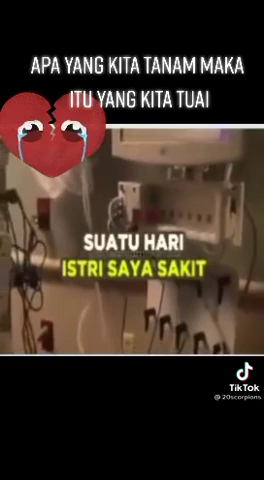 APA YANG KITA TANAM MAKA
ITU YANG KITA TUAI
SUATU HARI
ISTRI SAYA SAKIT
TikTok
@ 20scorpions